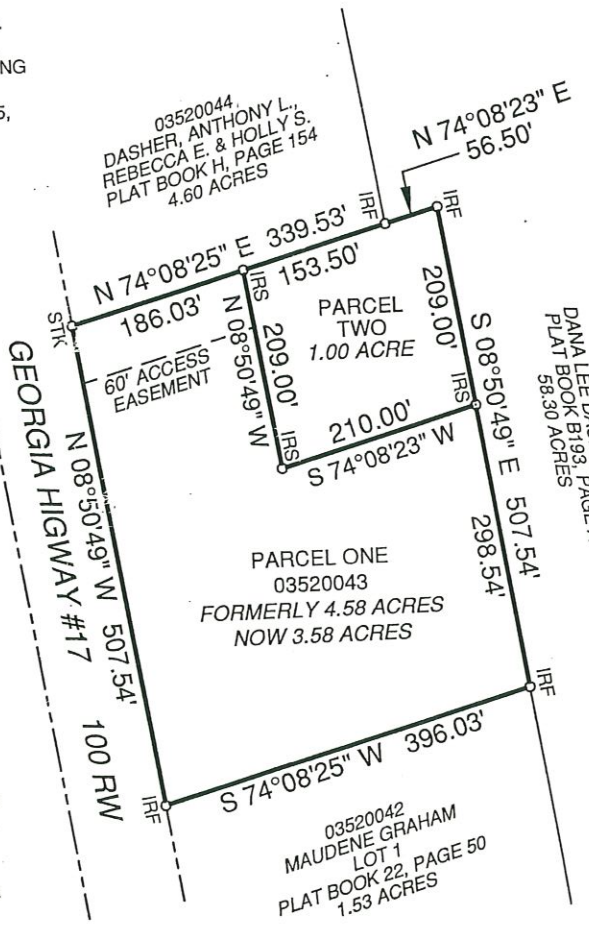 NG
5,
03520044
DASHER, ANTHONY L.,
REBECCA E. & HOLLY S.
PLAT BOOK H, PAGE 154
4.60 ACRES
N 74°08'23" E
56.50'
IRF
IRF
N 74°08'25" E 339.53'
186.03'
153.50'
IRS
STK
60' ACCESS
EASEMENT
N 08°50'49" W
209.00'
PARCEL
TWO
1.00 ACRE
209.00'
S 08°50'49" E 507.54'
IRS
210.00'
S 74°08'23" W
IRS
298.54'
DANA LEE
PLAT BOOK B193,
58.30 ACRES
GEORGIA HIGWAY #17 100 RW
N 08°50'49" W 507.54'
PARCEL ONE
03520043
FORMERLY 4.58 ACRES
NOW 3.58 ACRES
IRF
S 74°08'25" W 396.03'
IRF
03520042
MAUDENE GRAHAM
LOT 1
PLAT BOOK 22, PAGE 50
1.53 ACRES